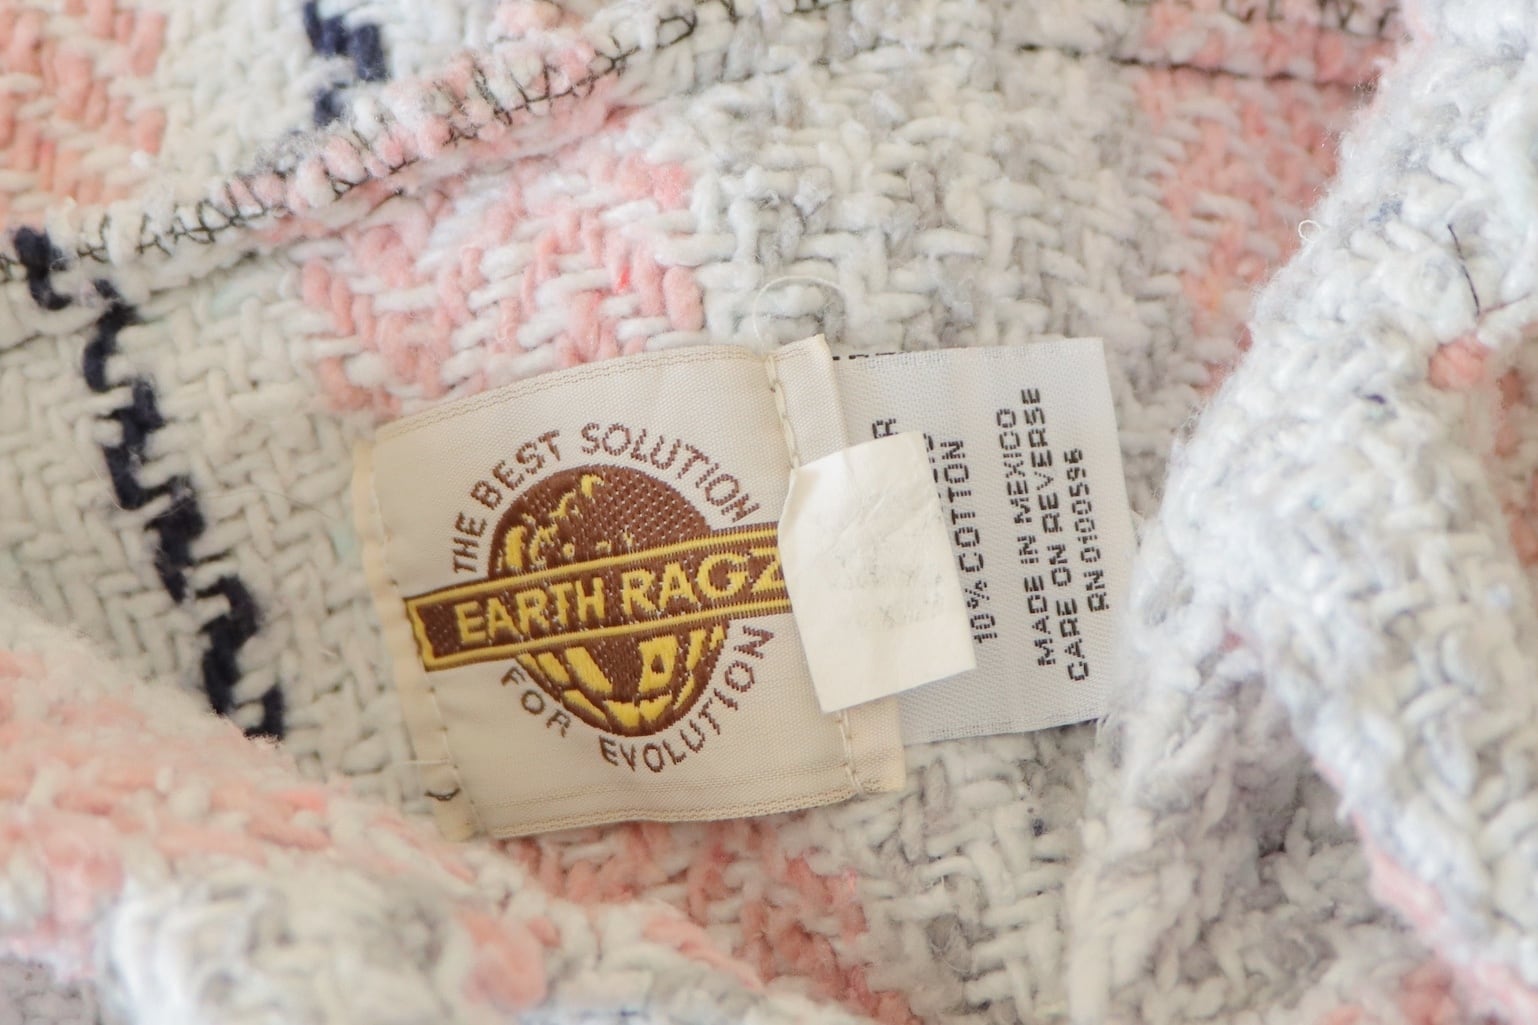 THE BEST SOLUTION
EARTH RAGZ
FOR EVOLUTION
10% COTTON
MADE IN MEXICO
CARE ON REVERSE
RN 0100596